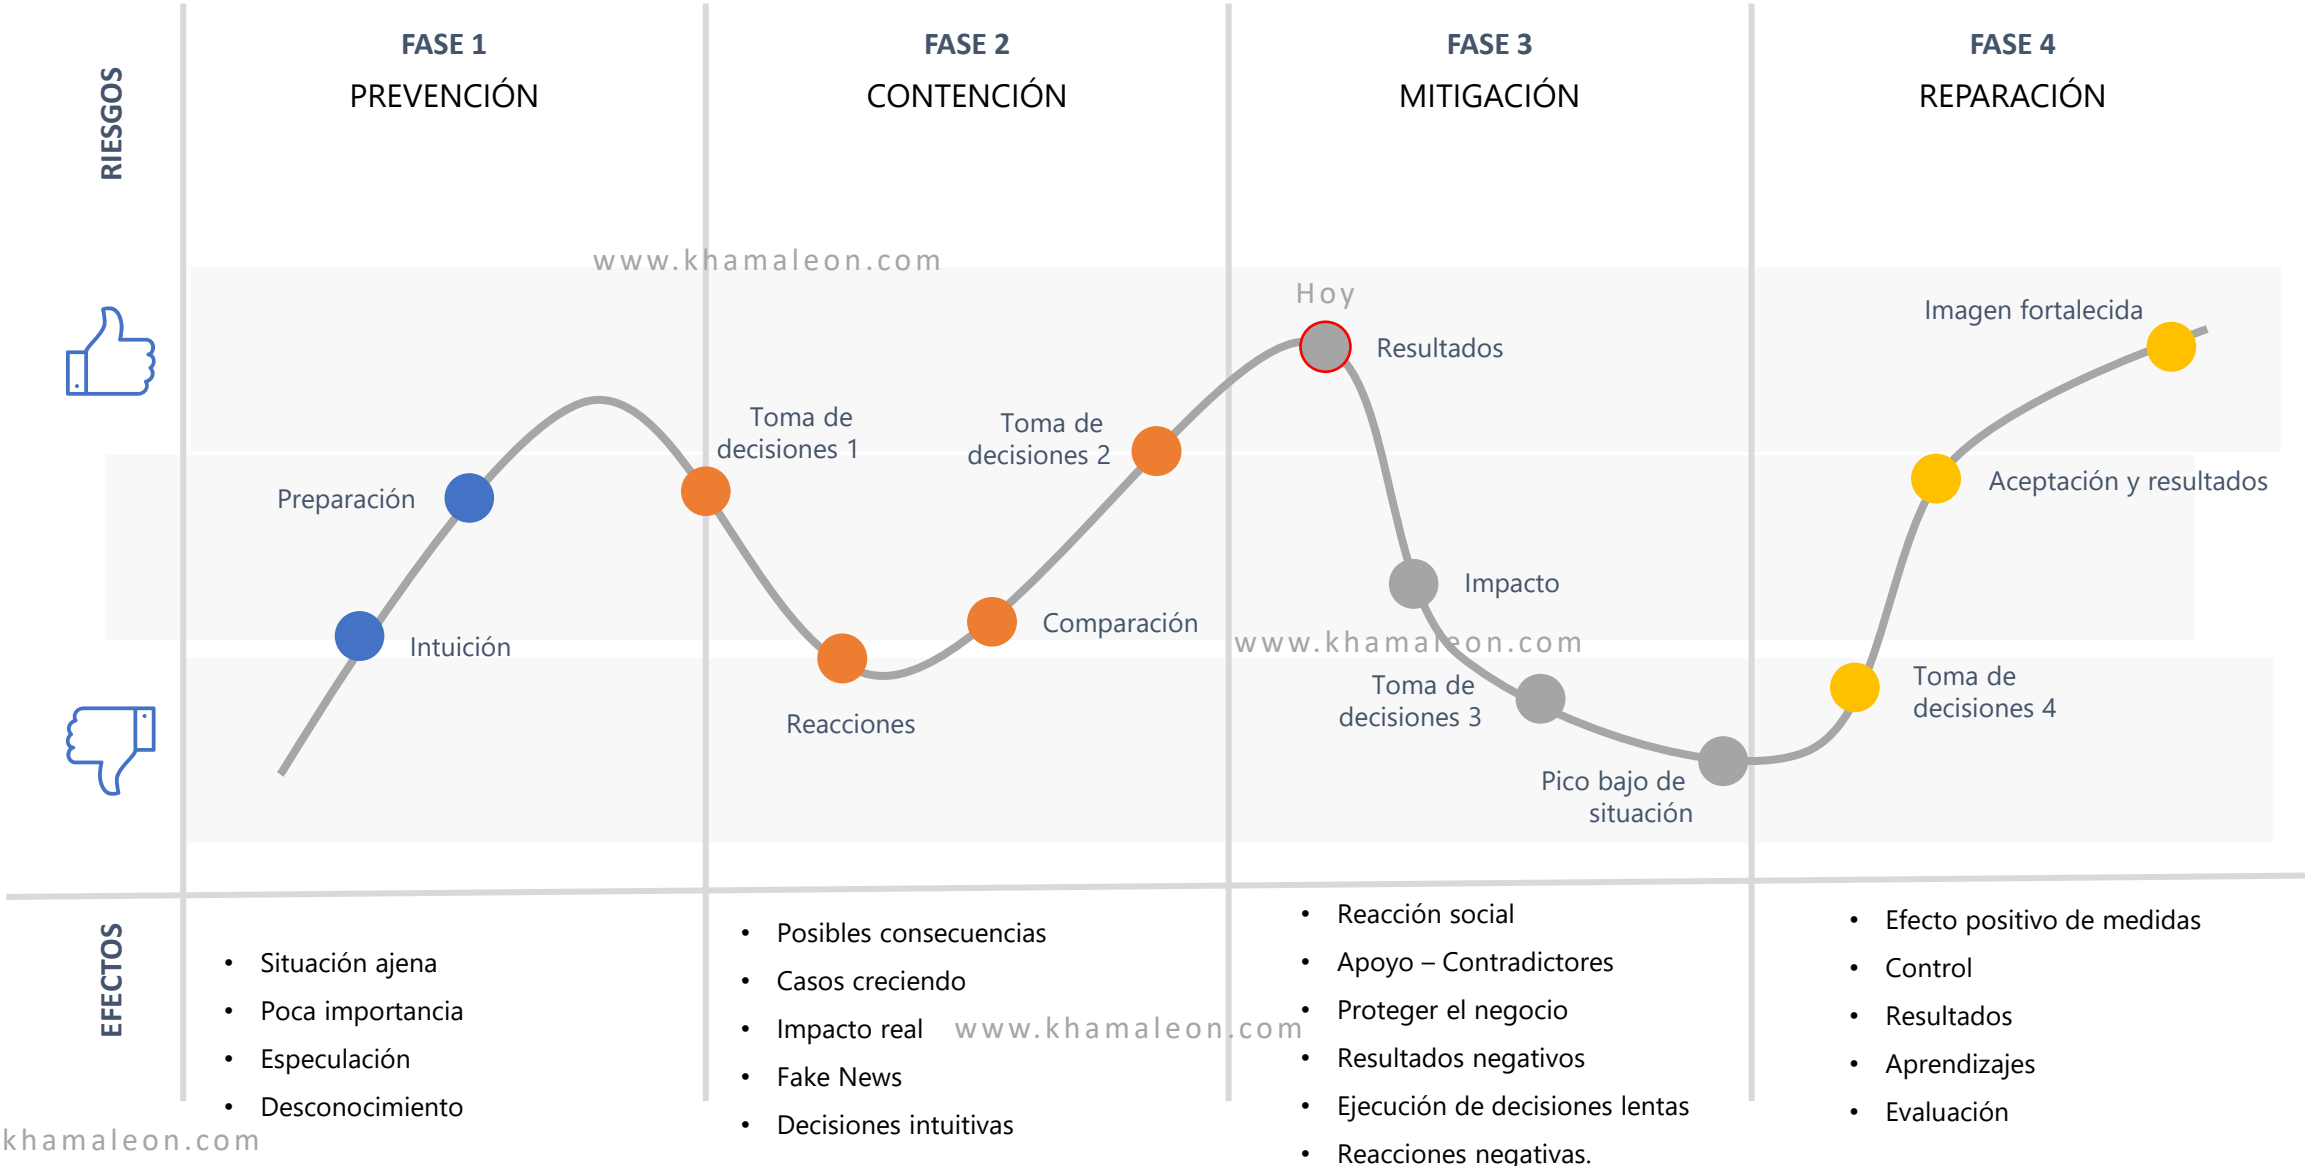 RIESGOS
FASE 1
PREVENCIÓN
FASE 2
CONTENCIÓN
FASE 3
MITIGACIÓN
FASE 4
REPARACIÓN
www.khamaleon.com
Hoy
Resultados
Imagen fortalecida
Toma de
decisiones 1
Toma de
decisiones 2
Preparación
Aceptación y resultados
Intuición
Comparación
Impacto
www.khamaleon.com
Reacciones
Toma de
decisiones 3
Toma de
decisiones 4
Pico bajo de
situación
EFECTOS
• Situación ajena
• Poca importancia
• Especulación
• Desconocimiento
• Posibles consecuencias
• Casos creciendo
• Impacto real
• Fake News
• Decisiones intuitivas
www.khamaleon.com
• Reacción social
• Apoyo – Contradictores
• Proteger el negocio
• Resultados negativos
• Ejecución de decisiones lentas
• Reacciones negativas.
• Efecto positivo de medidas
• Control
• Resultados
• Aprendizajes
• Evaluación
khamaleon.com